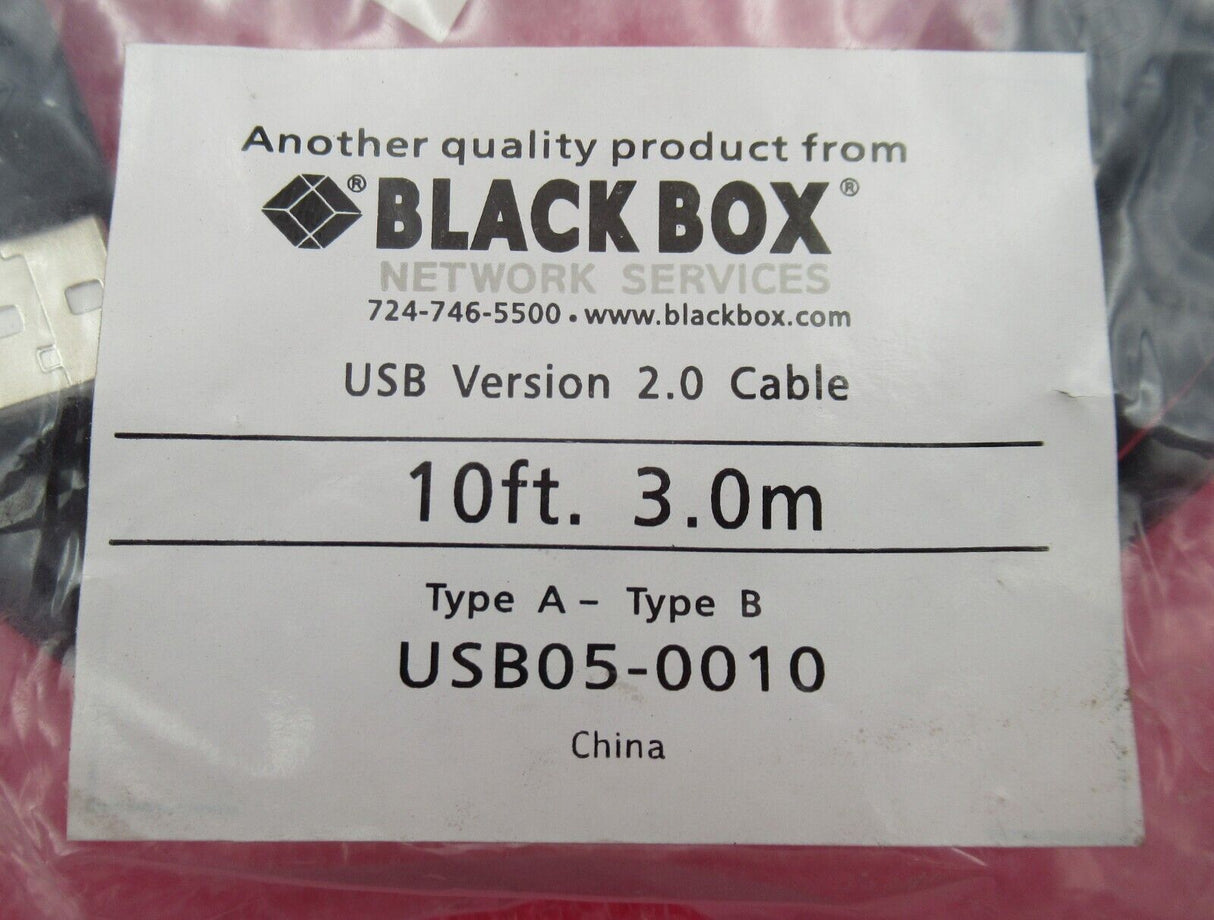 Another quality product from
® BLACK BOX ®
NETWORK SERVICES
724-746-5500 • www.blackbox.com
USB Version 2.0 Cable
10ft. 3.0m
Type A – Type B
USB05-0010
China